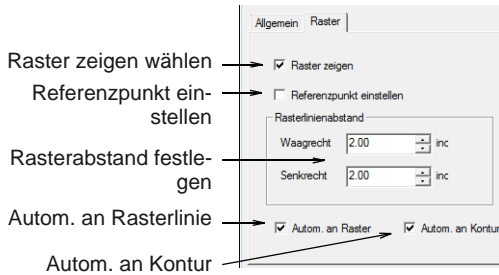 Allgemein Raster
Raster zeigen wählen
Raster zeigen
Referenzpunkt ein-
stellen
Referenzpunkt einstellen
Rasterlinienabstand
Waagrecht 2.00 inc
Rasterabstand festle-
gen
Senkrecht 2.00 inc
Autom. an Rasterlinie
Autom. an Raster Autom. an Kontur
Autom. an Kontur